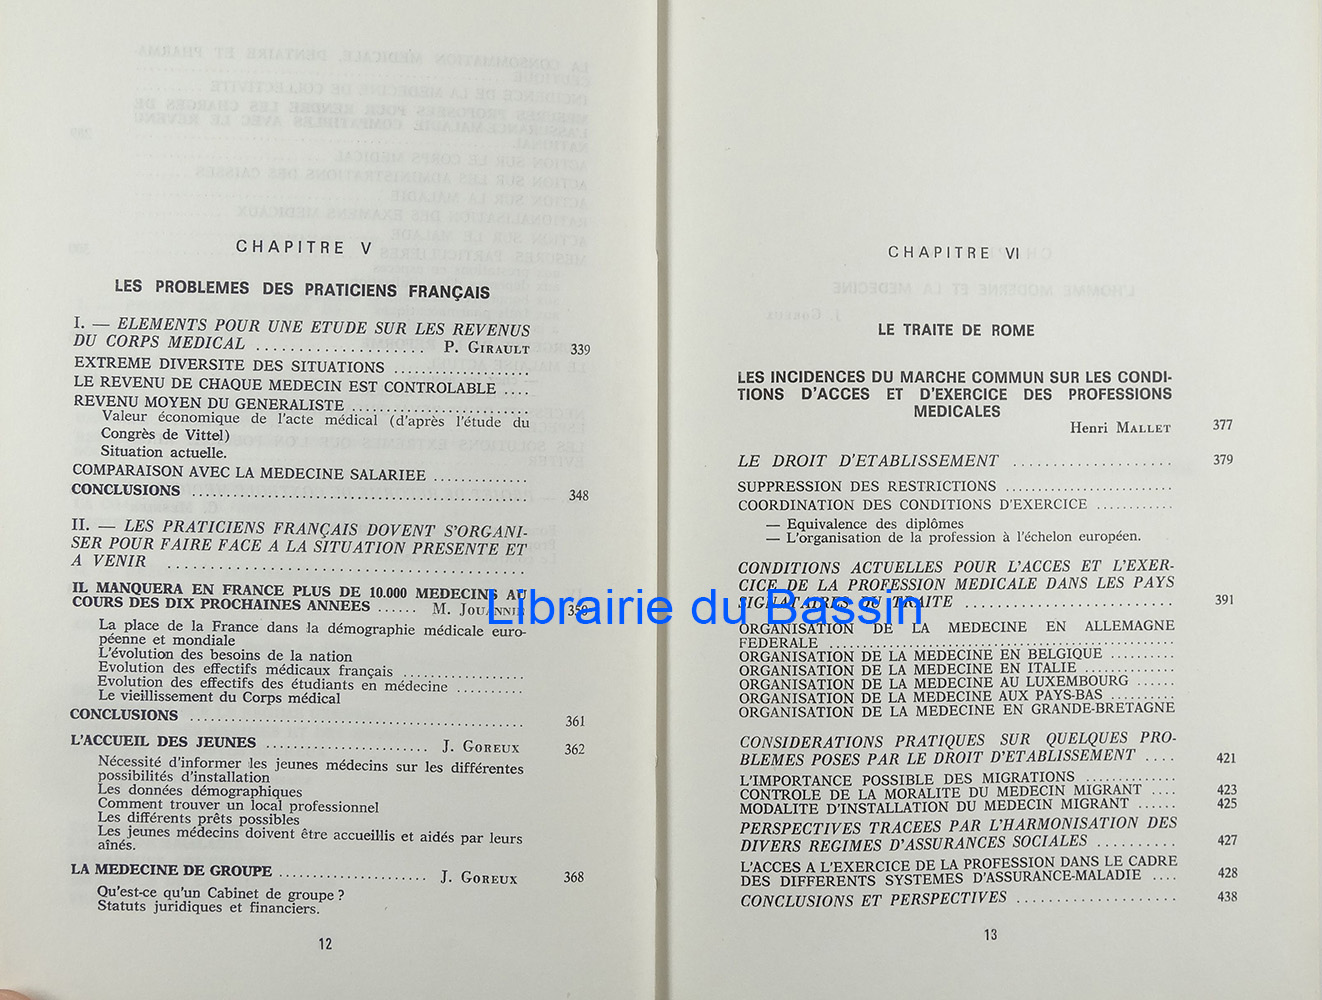 CHAPITRE V
LES PROBLEMES DES PRATICIENS FRANÇAIS
I. — ELEMENTS POUR UNE ETUDE SUR LES REVENUS
DU CORPS MEDICAL .................... P. GIRAULT 339
EXTREME DIVERSITE DES SITUATIONS ................
LE REVENU DE CHAQUE MEDECIN EST CONTROLABLE ....
REVENU MOYEN DU GENERALISTE .....................
Valeur économique de l'acte médical (d'après l'étude du
Congrès de Vittel)
Situation actuelle.
COMPARAISON AVEC LA MEDECINE SALARIEE .............
CONCLUSIONS ........................................ 348
II. — LES PRATICIENS FRANÇAIS DOVENT S'ORGANI-
SER POUR FAIRE FACE A LA SITUATION PRESENTE ET
A VENIR ..........................................
IL MANQUERA EN FRANCE PLUS DE 10.000 MEDECINS AU
COURS DES DIX PROCHAINES ANNEES ...... M. JOUANNIE 350
La place de la France dans la démographie médicale euro-
péenne et mondiale
L'évolution des besoins de la nation
Evolution des effectifs médicaux français ................
Evolution des effectifs des étudiants en médecine ..........
Le vieillissement du Corps médical
CONCLUSIONS ........................................ 361
L'ACCUEIL DES JEUNES ...................... J. GOREUX 362
Nécessité d'informer les jeunes médecins sur les différentes
possibilités d'installation
Les données démographiques
Comment trouver un local professionnel
Les différents prêts possibles
Les jeunes médecins doivent être accueillis et aidés par leurs
aînés.
LA MEDECINE DE GROUPE .................... J. GOREUX 368
Qu'est-ce qu'un Cabinet de groupe ?
Statuts juridiques et financiers.
12
CHAPITRE VI
LE TRAITE DE ROME
LES INCIDENCES DU MARCHE COMMUN SUR LES CONDI-
TIONS D'ACCES ET D'EXERCICE DES PROFESSIONS
MEDICALES
Henri MALLET 377
LE DROIT D'ETABLISSEMENT .................... 379
SUPPRESSION DES RESTRICTIONS ........................
COORDINATION DES CONDITIONS D'EXERCICE ............
— Equivalence des diplômes
— L'organisation de la profession à l'échelon européen.
CONDITIONS ACTUELLES POUR L'ACCES ET L'EXER-
CICE DE LA PROFESSION MEDICALE DANS LES PAYS
SIGNATAIRES DU TRAITE ......................... 391
ORGANISATION DE LA MEDECINE EN ALLEMAGNE
FEDERALE ..........................................
ORGANISATION DE LA MEDECINE EN BELGIQUE ..........
ORGANISATION DE LA MEDECINE EN ITALIE ............
ORGANISATION DE LA MEDECINE AU LUXEMBOURG ......
ORGANISATION DE LA MEDECINE AUX PAYS-BAS ..........
ORGANISATION DE LA MEDECINE EN GRANDE-BRETAGNE
CONSIDERATIONS PRATIQUES SUR QUELQUES PRO-
BLEMES POSES PAR LE DROIT D'ETABLISSEMENT .... 421
L'IMPORTANCE POSSIBLE DES MIGRATIONS .............
CONTROLE DE LA MORALITE DU MEDECIN MIGRANT .... 423
MODALITE D'INSTALLATION DU MEDECIN MIGRANT ...... 425
PERSPECTIVES TRACEES PAR L'HARMONISATION DES
DIVERS REGIMES D'ASSURANCES SOCIALES .......... 427
L'ACCES A L'EXERCICE DE LA PROFESSION DANS LE CADRE
DES DIFFERENTS SYSTEMES D'ASSURANCE-MALADIE .... 428
CONCLUSIONS ET PERSPECTIVES .................... 438
13
Librairie du Bassin